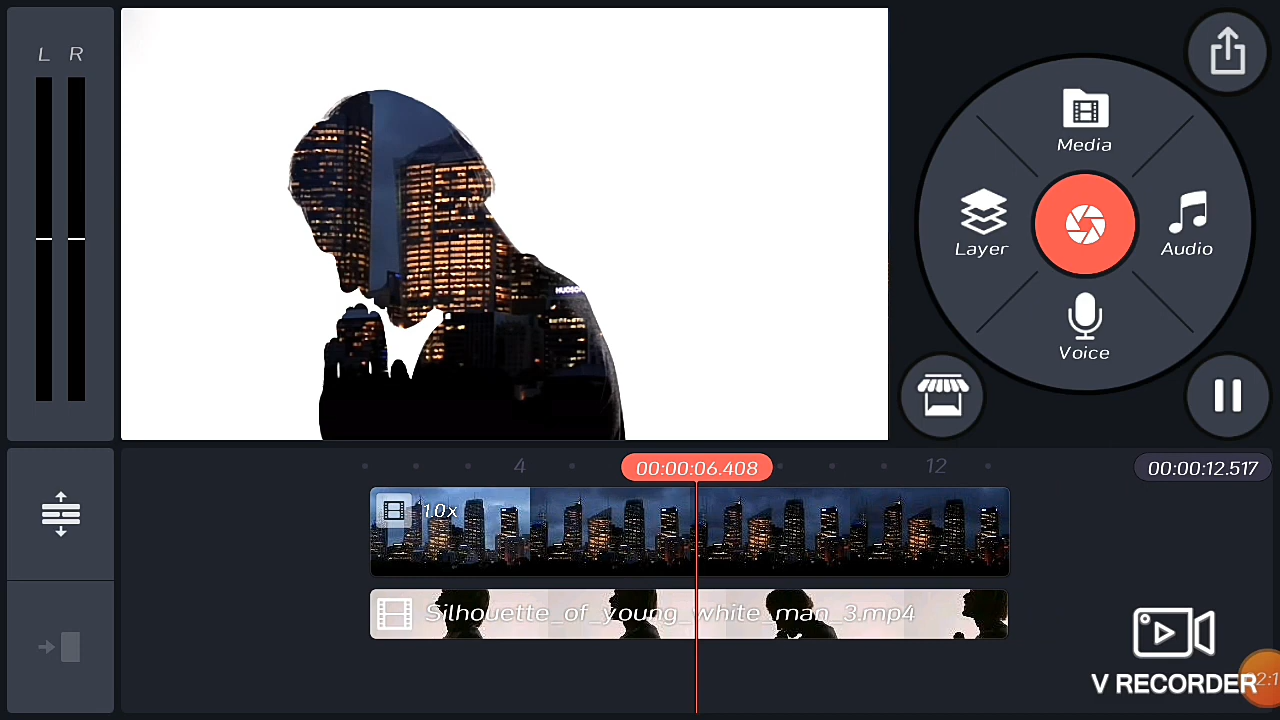 L R
Media
Layer
Audio
Voice
HUDSON
4
00:00:06.408
12
00:00:12.517
1.0x
Silhouette_of_young_white_man_3.mp4
V RECORDER